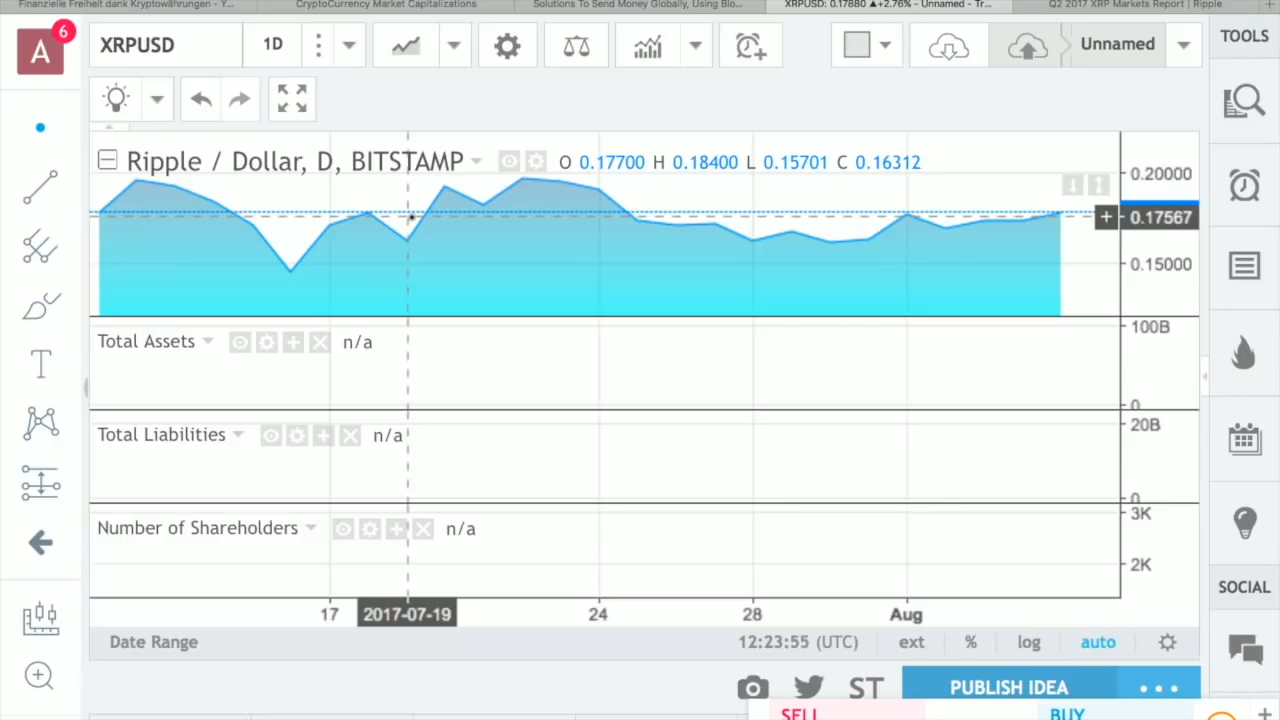 Finanzielle Freiheit dank Kryptowährungen - Y...
CryptoCurrency Market Capitalizations
Solutions To Send Money Globally, Using Blo...
XRPUSD: 0.17880 ▲+2.76% - Unnamed - Tr...
Q2 2017 XRP Markets Report | Ripple
A
6
XRPUSD
1D
Unnamed
TOOLS
Ripple / Dollar, D, BITSTAMP
O 0.17700 H 0.18400 L 0.15701 C 0.16312
0.20000
0.17567
0.15000
Total Assets
n/a
100B
0
Total Liabilities
n/a
20B
0
Number of Shareholders
n/a
3K
2K
17
2017-07-19
24
28
Aug
SOCIAL
Date Range
12:23:55 (UTC)
ext
%
log
auto
ST
PUBLISH IDEA
SELL
BUY